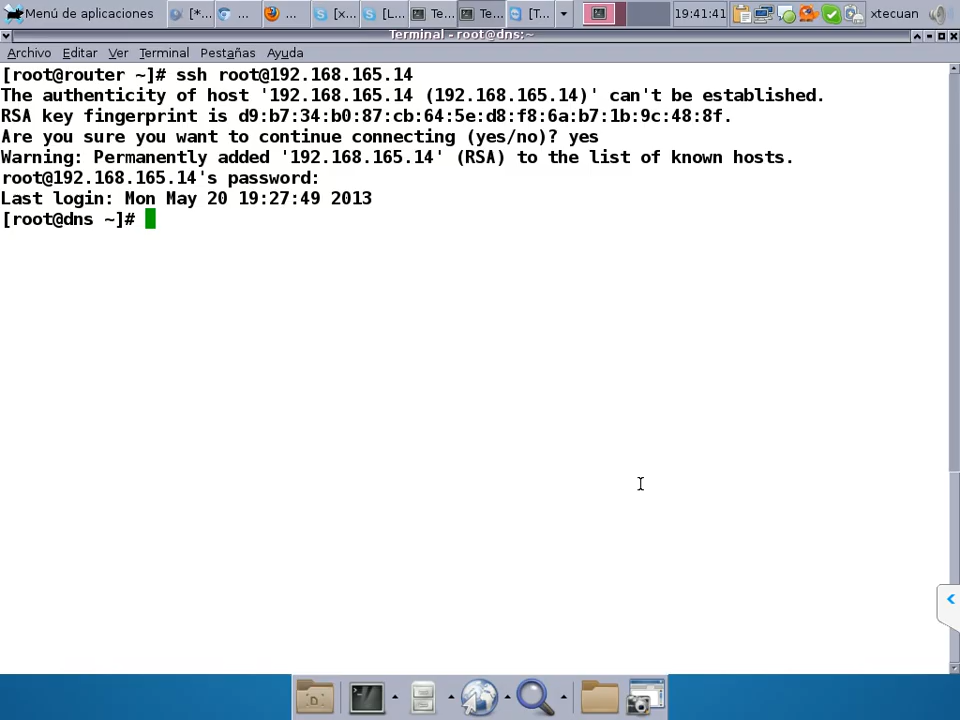 Menú de aplicaciones [*... ... ... [x... [L... Te... Te... [T... 19:41:41 xtecuan
Terminal - root@dns:~
Archivo Editar Ver Terminal Pestañas Ayuda
[root@router ~]# ssh root@192.168.165.14
The authenticity of host '192.168.165.14 (192.168.165.14)' can't be established.
RSA key fingerprint is d9:b7:34:b0:87:cb:64:5e:d8:f8:6a:b7:1b:9c:48:8f.
Are you sure you want to continue connecting (yes/no)? yes
Warning: Permanently added '192.168.165.14' (RSA) to the list of known hosts.
root@192.168.165.14's password:
Last login: Mon May 20 19:27:49 2013
[root@dns ~]#